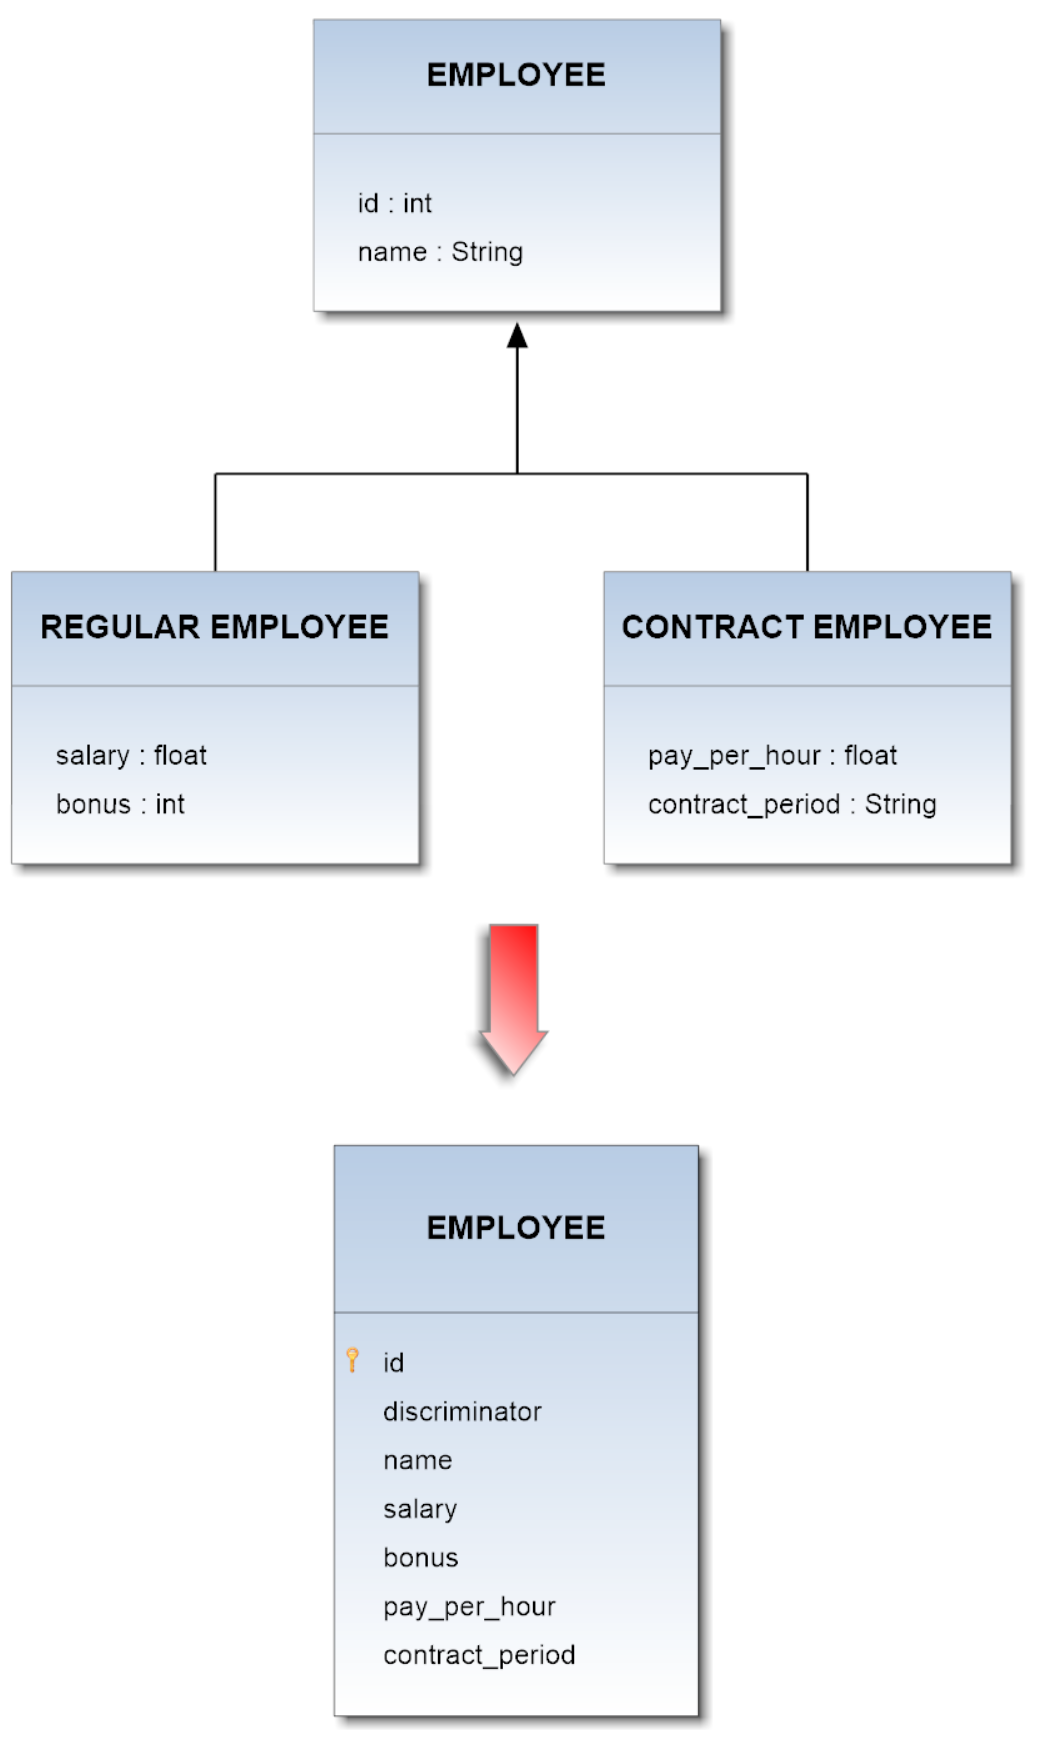 EMPLOYEE
id : int
name : String
REGULAR EMPLOYEE
salary : float
bonus : int
CONTRACT EMPLOYEE
pay_per_hour : float
contract_period : String
EMPLOYEE
id
discriminator
name
salary
bonus
pay_per_hour
contract_period